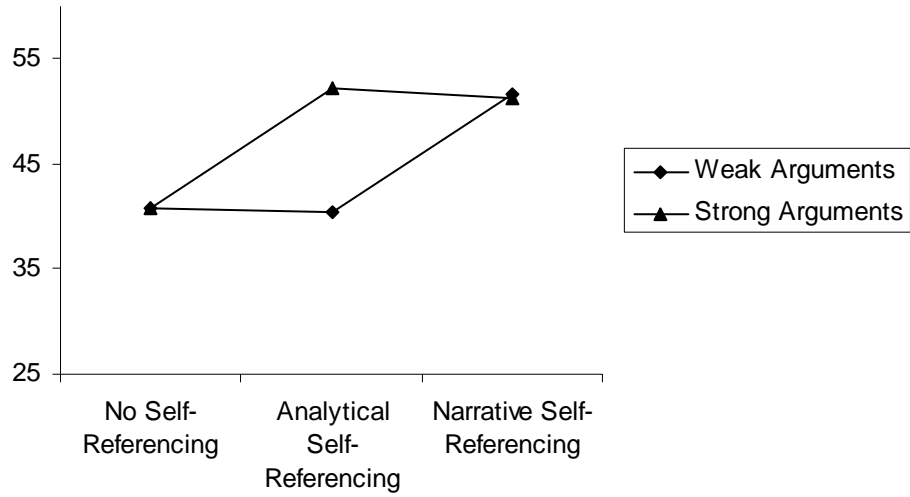 55
45
35
25
No Self-
Referencing
Analytical
Self-
Referencing
Narrative Self-
Referencing
Weak Arguments
Strong Arguments